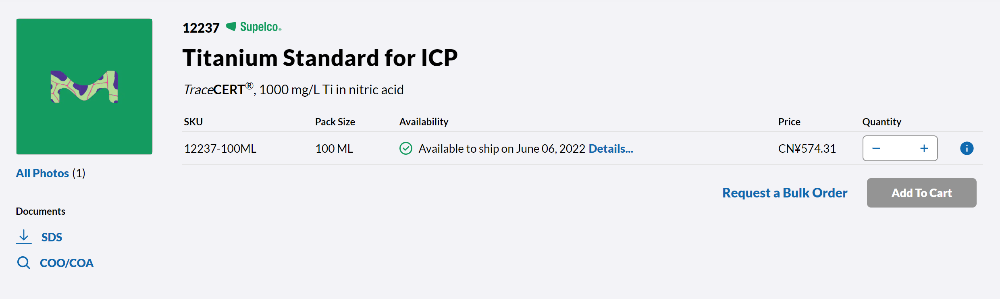 12237 Supelco®
Titanium Standard for ICP
TraceCERT®, 1000 mg/L Ti in nitric acid
SKU Pack Size Availability Price Quantity
12237-100ML 100 ML Available to ship on June 06, 2022 Details... CN¥574.31 − +
All Photos (1)
Request a Bulk Order Add To Cart
Documents
SDS
COO/COA